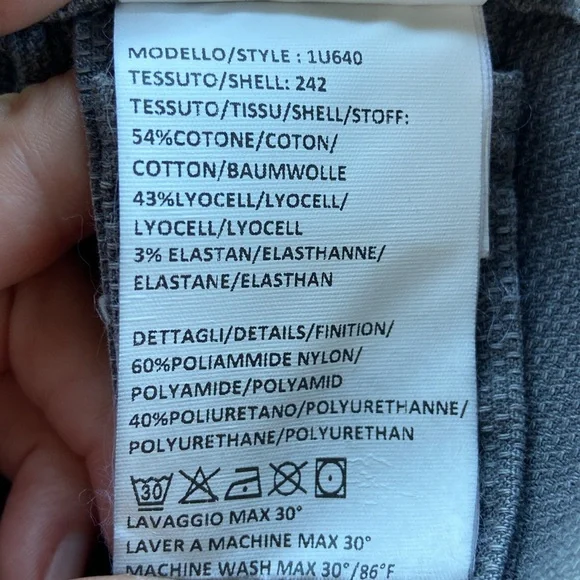 MODELLO/STYLE : 1U640
TESSUTO/SHELL: 242
TESSUTO/TISSU/SHELL/STOFF:
54%COTONE/COTON/
COTTON/BAUMWOLLE
43%LYOCELL/LYOCELL/
LYOCELL/LYOCELL
3% ELASTAN/ELASTHANNE/
ELASTANE/ELASTHAN
DETTAGLI/DETAILS/FINITION/
60%POLIAMMIDE NYLON/
POLYAMIDE/POLYAMID
40%POLIURETANO/POLYURETHANNE/
POLYURETHANE/POLYURETHAN
30
LAVAGGIO MAX 30°
LAVER A MACHINE MAX 30°
MACHINE WASH MAX 30°/86°F